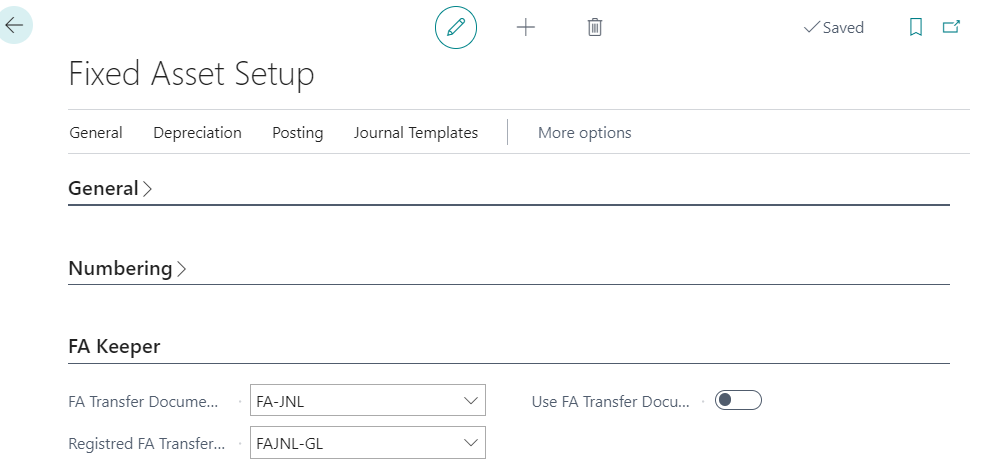 Saved
Fixed Asset Setup
General Depreciation Posting Journal Templates More options
General
Numbering
FA Keeper
FA Transfer Docume... FA-JNL Use FA Transfer Docu...
Registred FA Transfer... FAJNL-GL